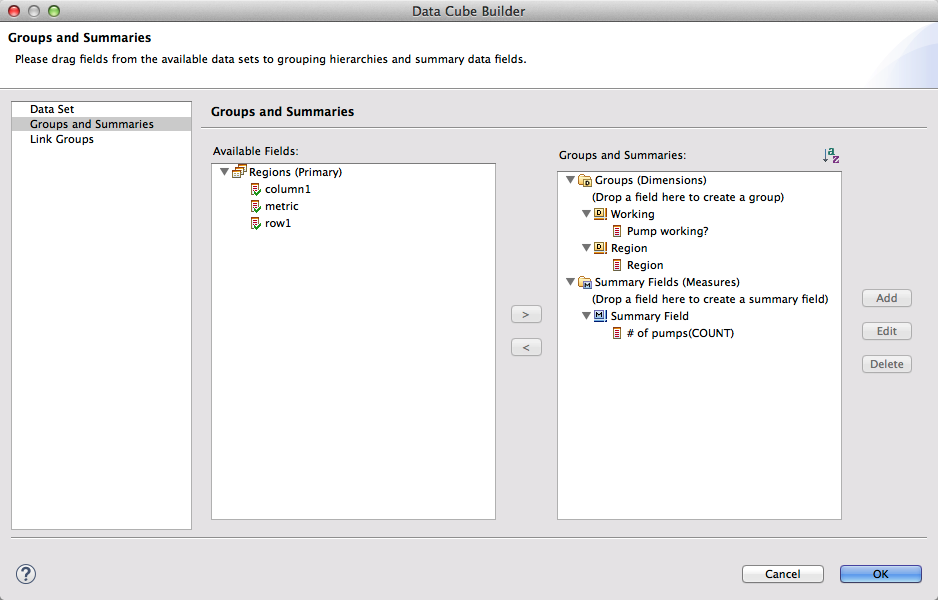 Data Cube Builder
Groups and Summaries
Please drag fields from the available data sets to grouping hierarchies and summary data fields.
Data Set
Groups and Summaries
Link Groups
Groups and Summaries
Available Fields:
Regions (Primary)
column1
metric
row1
>
<
Groups and Summaries:
a
z
Groups (Dimensions)
(Drop a field here to create a group)
Working
Pump working?
Region
Region
Summary Fields (Measures)
(Drop a field here to create a summary field)
Summary Field
# of pumps(COUNT)
Add
Edit
Delete
?
Cancel
OK